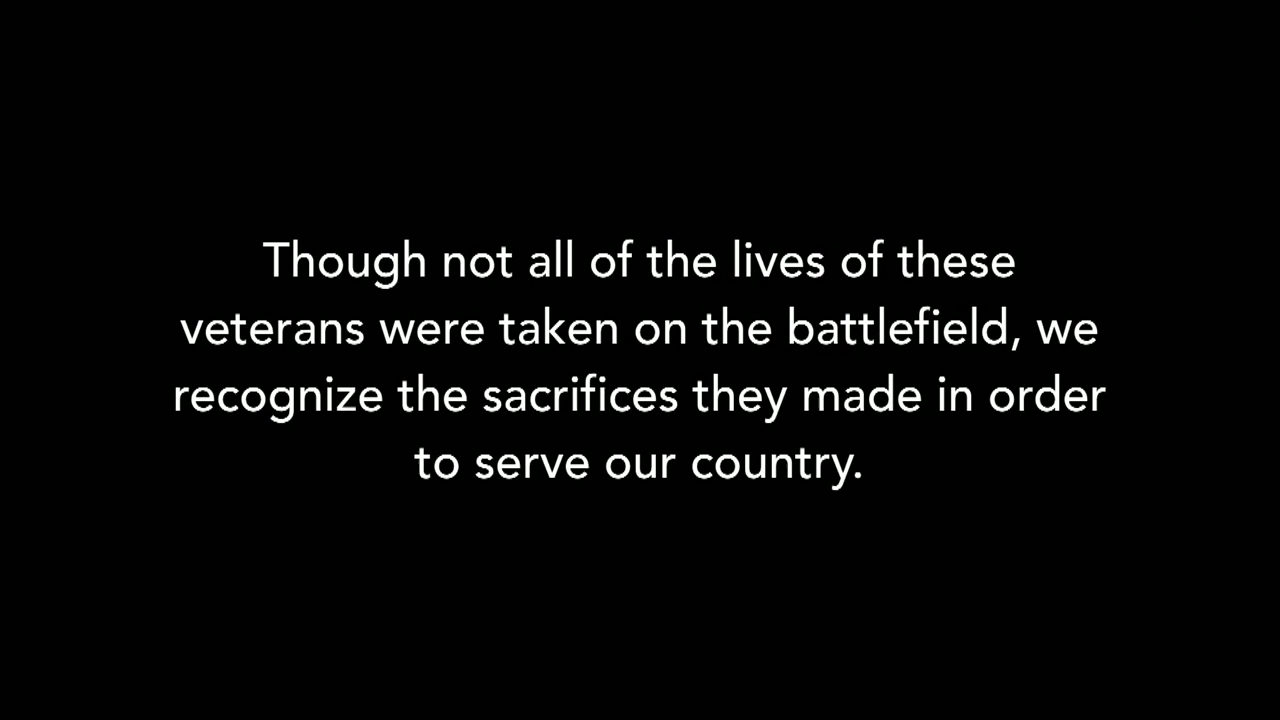 Though not all of the lives of these
veterans were taken on the battlefield, we
recognize the sacrifices they made in order
to serve our country.